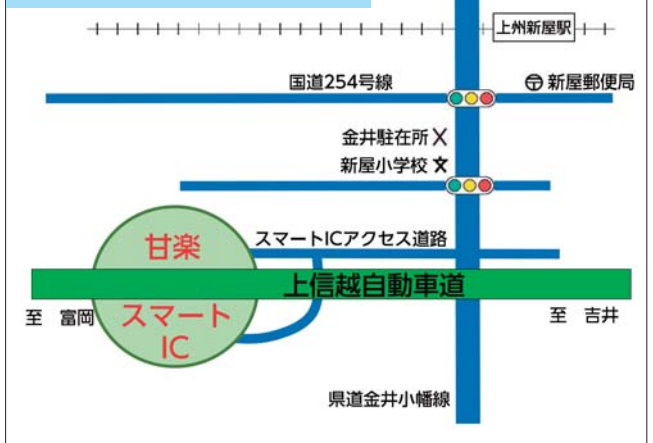 上州新屋駅
国道254号線
新屋郵便局
金井駐在所
新屋小学校
スマートICアクセス道路
甘楽
上信越自動車道
至 富岡
スマート
IC
至 吉井
県道金井小幡線